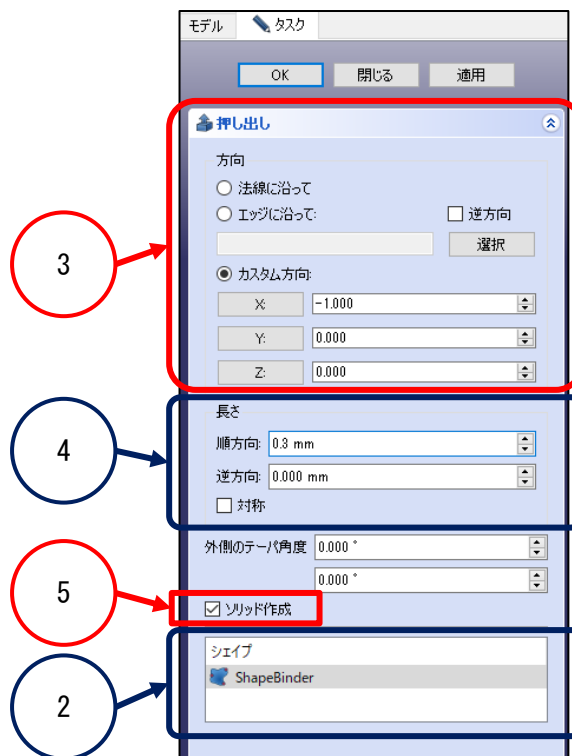 モデル タスク
OK 閉じる 適用
押し出し
方向
法線に沿って
エッジに沿って: 逆方向
選択
3
カスタム方向:
X: -1.000
Y: 0.000
Z: 0.000
長さ
4
順方向: 0.3 mm
逆方向: 0.000 mm
対称
外側のテーパ角度 0.000 °
0.000 °
5
ソリッド作成
シェイプ
ShapeBinder
2